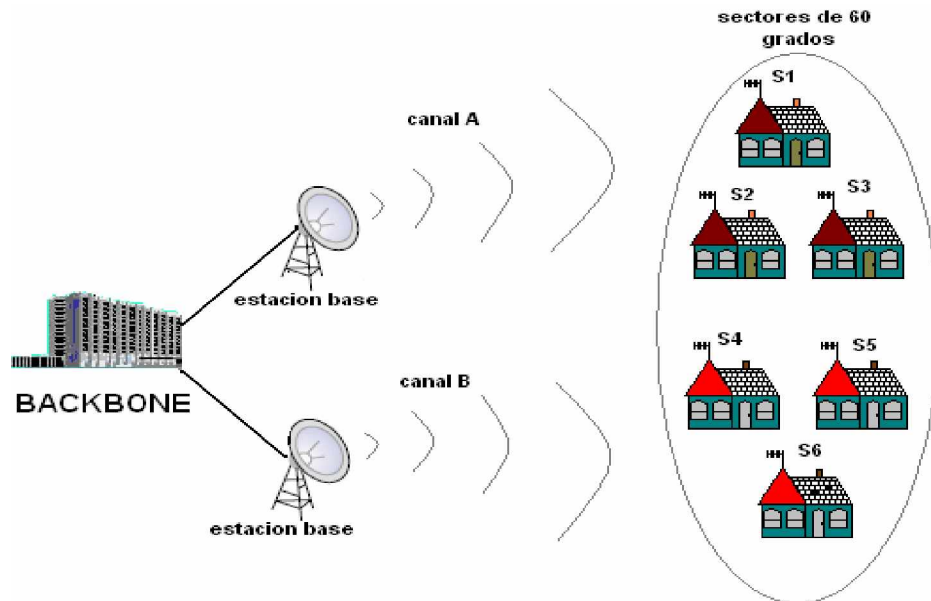 sectores de 60
grados
S1
canal A
S2
S3
estacion base
S4
S5
canal B
BACKBONE
S6
estacion base